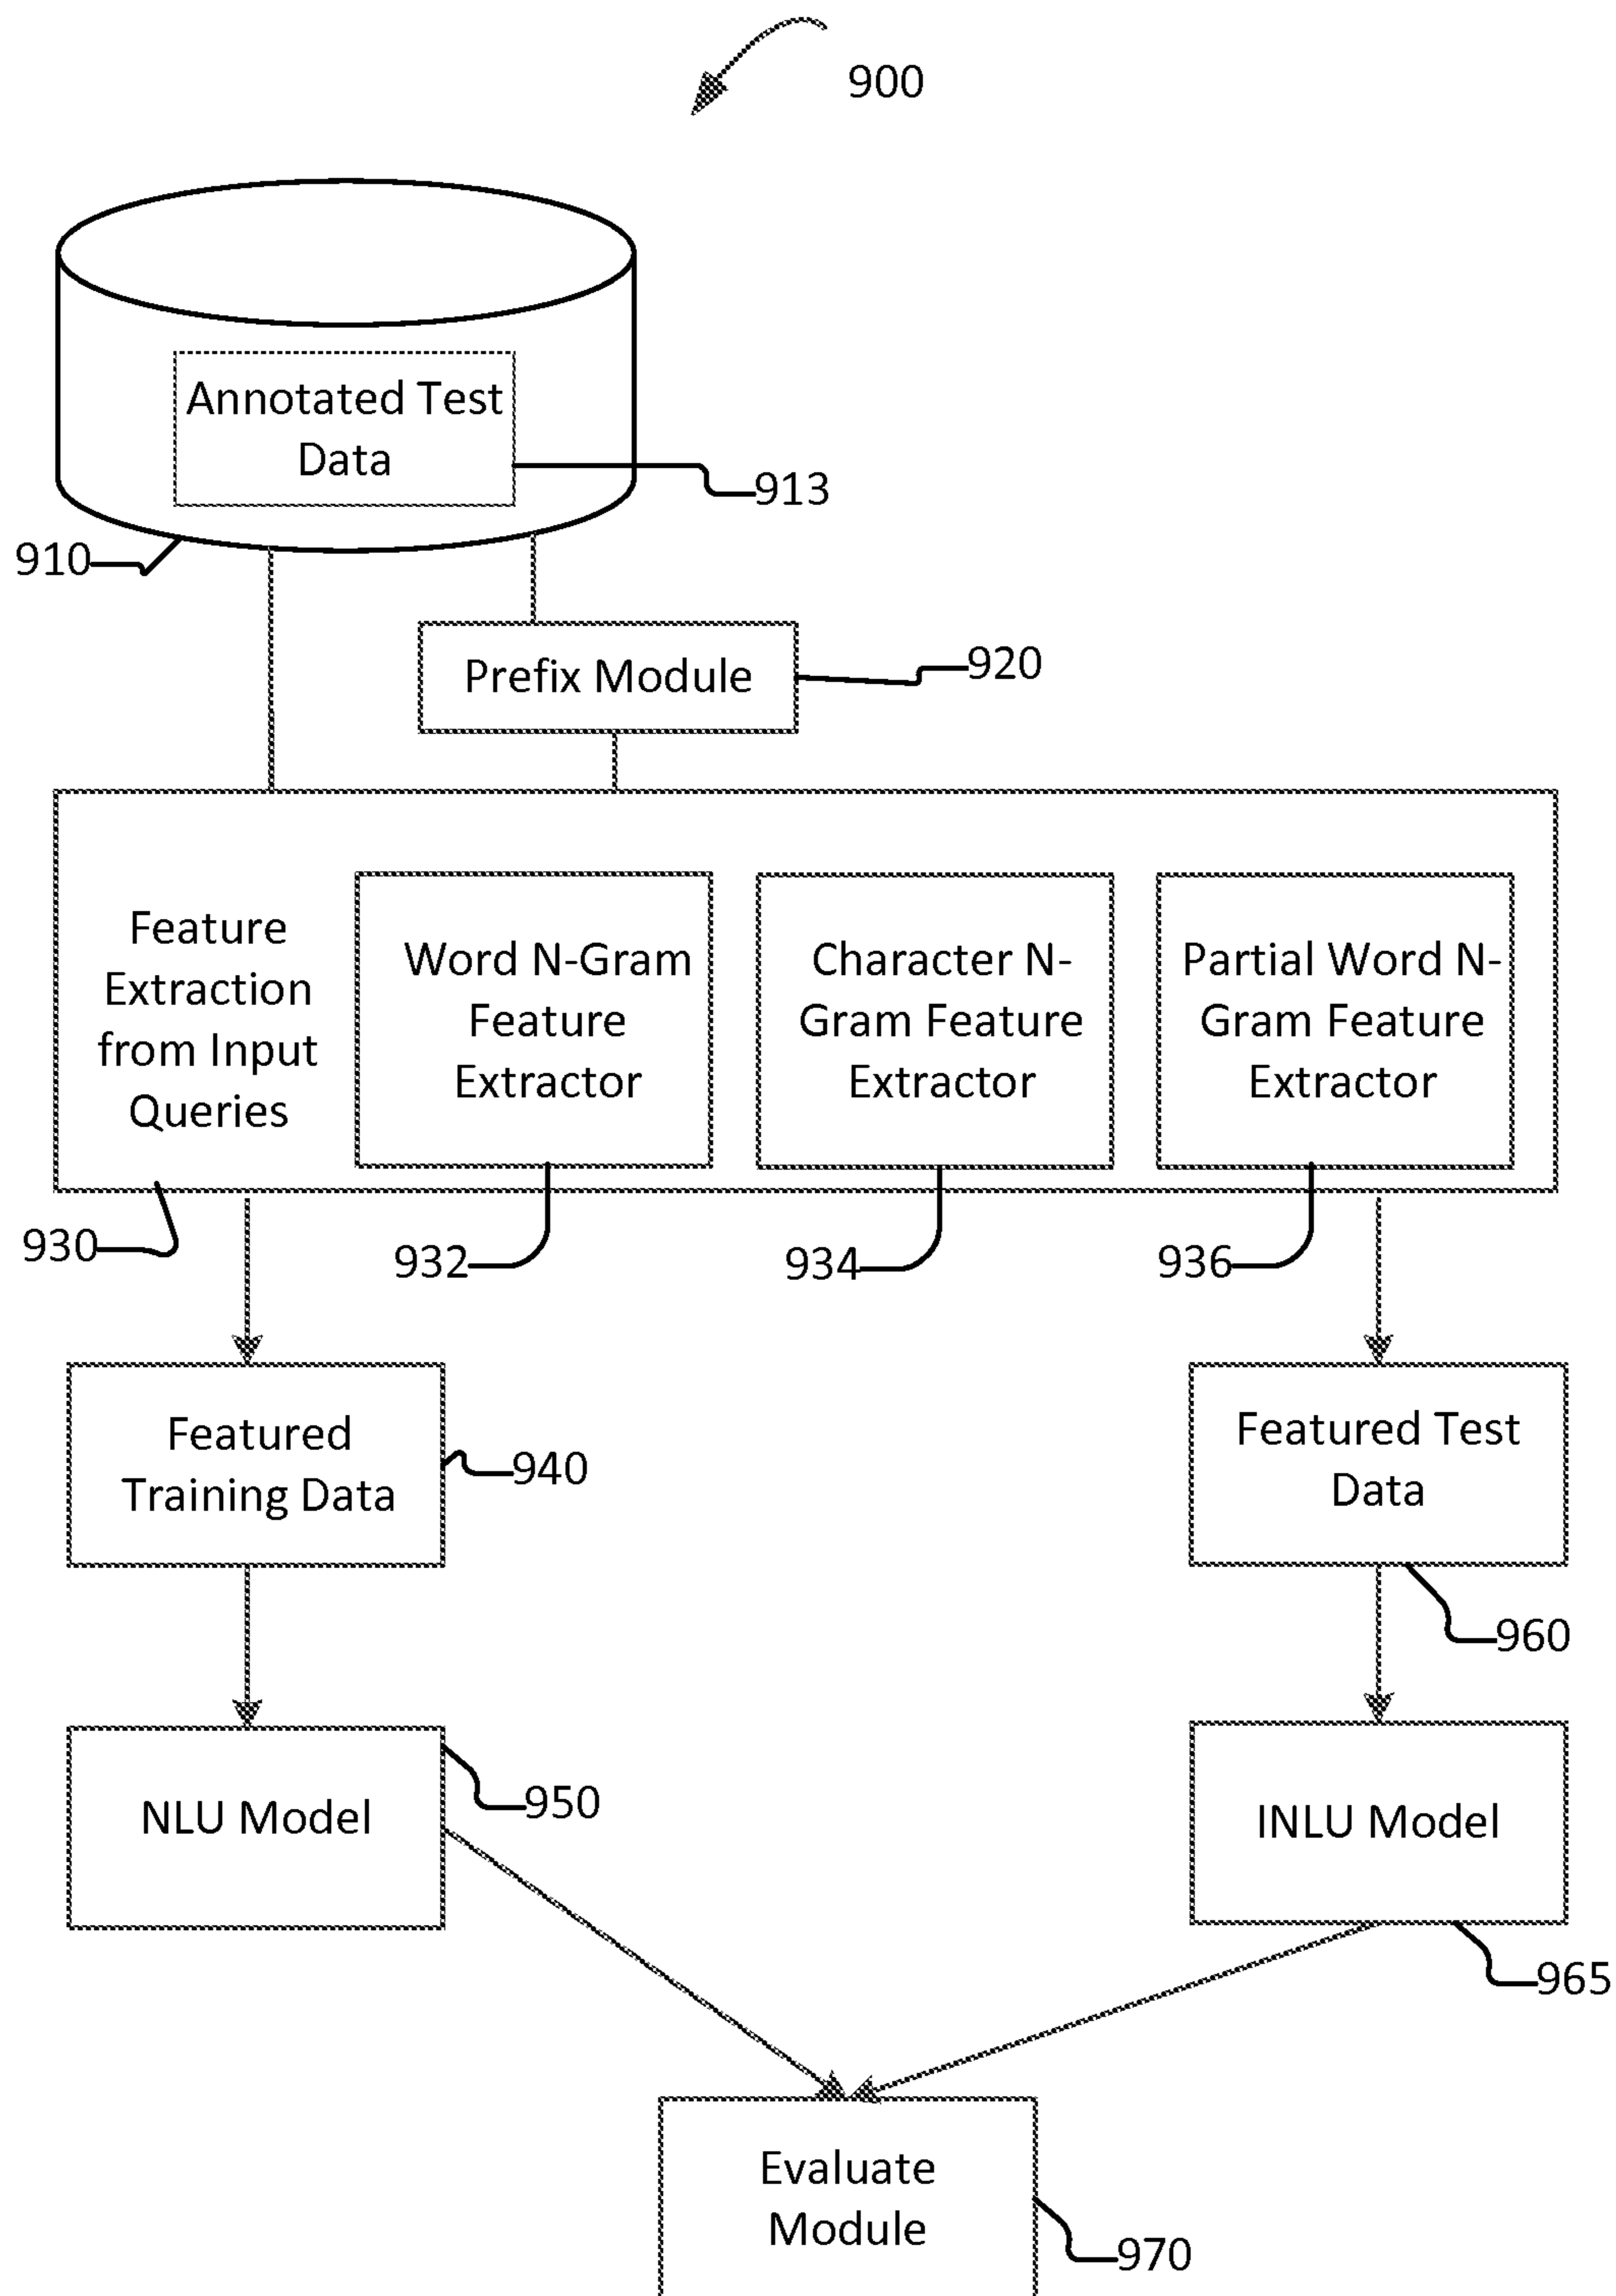 900
Annotated Test
Data
913
910
Prefix Module
920
Feature
Extraction
from Input
Queries
Word N-Gram
Feature
Extractor
Character N-
Gram Feature
Extractor
Partial Word N-
Gram Feature
Extractor
930
932
934
936
Featured
Training Data
940
Featured Test
Data
960
NLU Model
950
INLU Model
965
Evaluate
Module
970